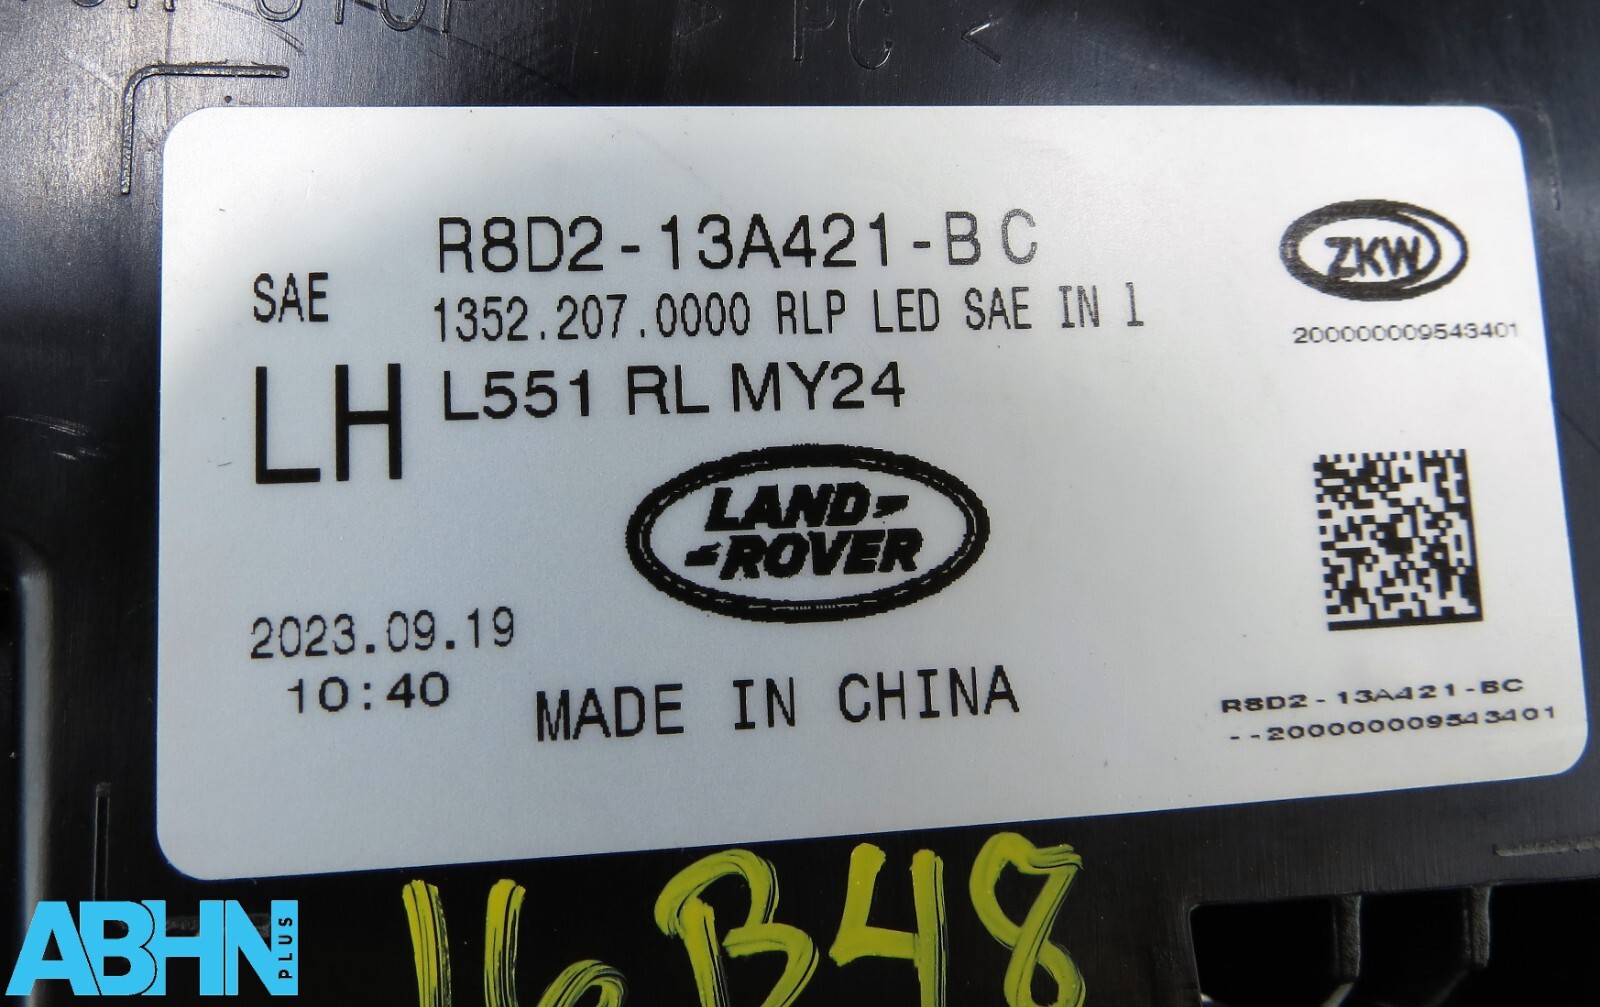 > PC <
R8D2-13A421-BC
SAE
1352.207.0000 RLP LED SAE IN 1
ZKW
200000009543401
LH
L551 RL MY24
LAND
ROVER
2023.09.19
10:40
MADE IN CHINA
R8D2-13A421-BC
--200000009543401
16B48
ABHN
PLUS